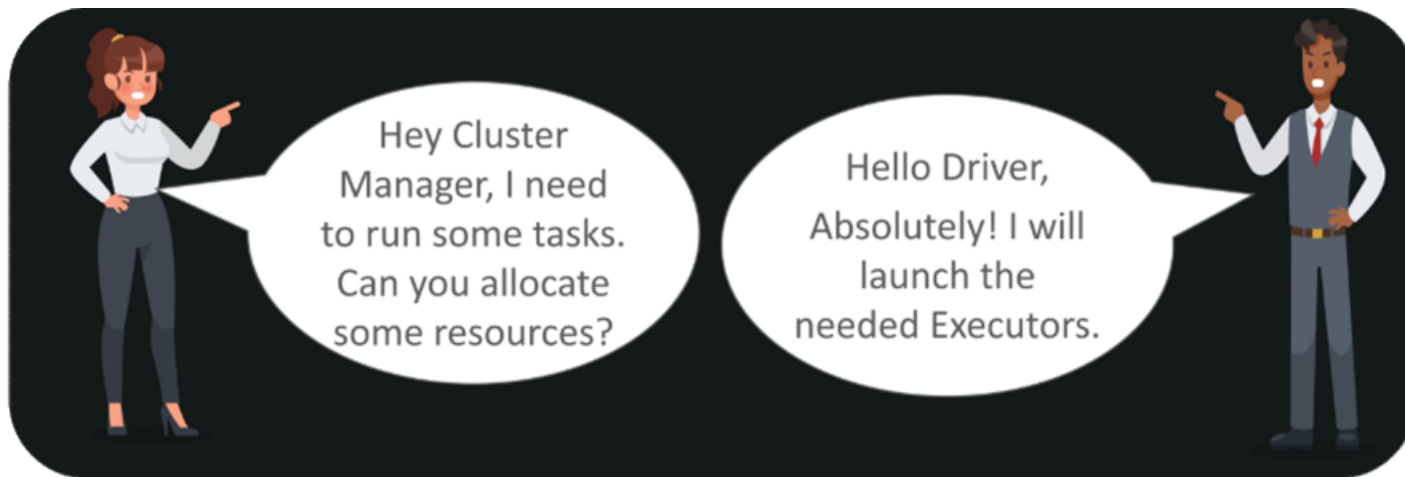 Hey Cluster
Manager, I need
to run some tasks.
Can you allocate
some resources?
Hello Driver,
Absolutely! I will
launch the
needed Executors.